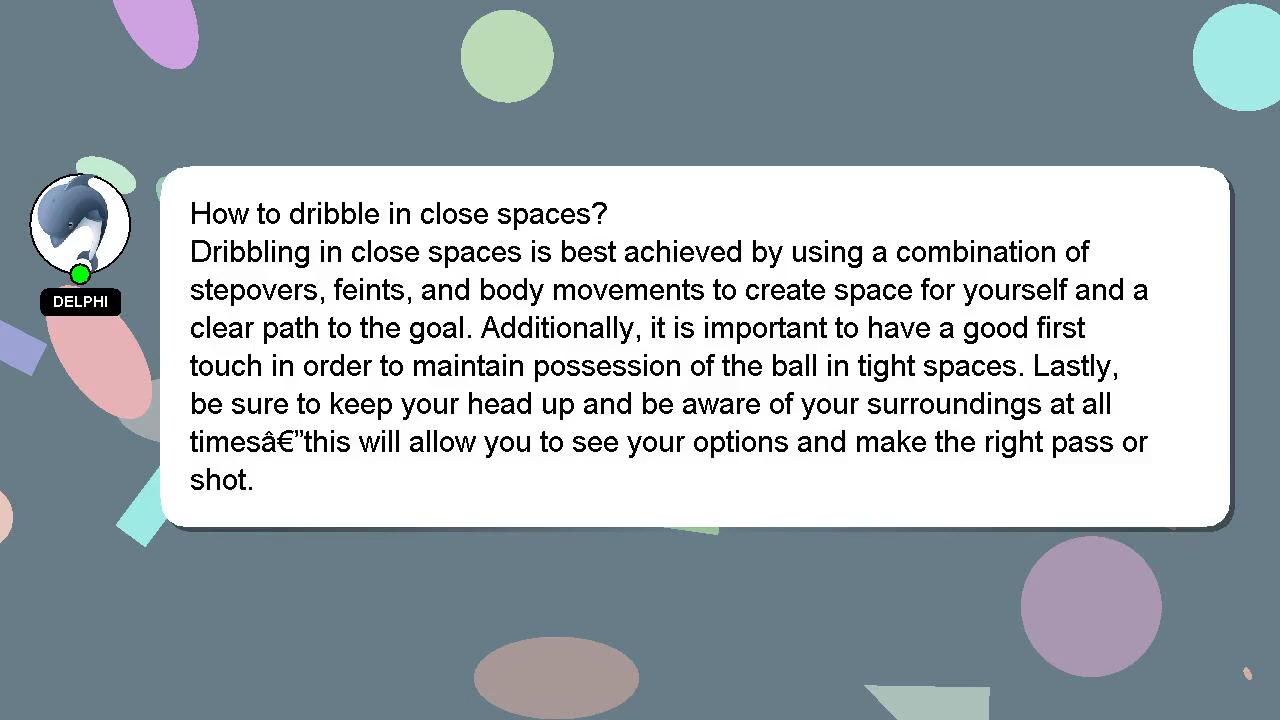 How to dribble in close spaces?
Dribbling in close spaces is best achieved by using a combination of
stepovers, feints, and body movements to create space for yourself and a
clear path to the goal. Additionally, it is important to have a good first
touch in order to maintain possession of the ball in tight spaces. Lastly,
be sure to keep your head up and be aware of your surroundings at all
timesâ€”this will allow you to see your options and make the right pass or
shot.
DELPHI